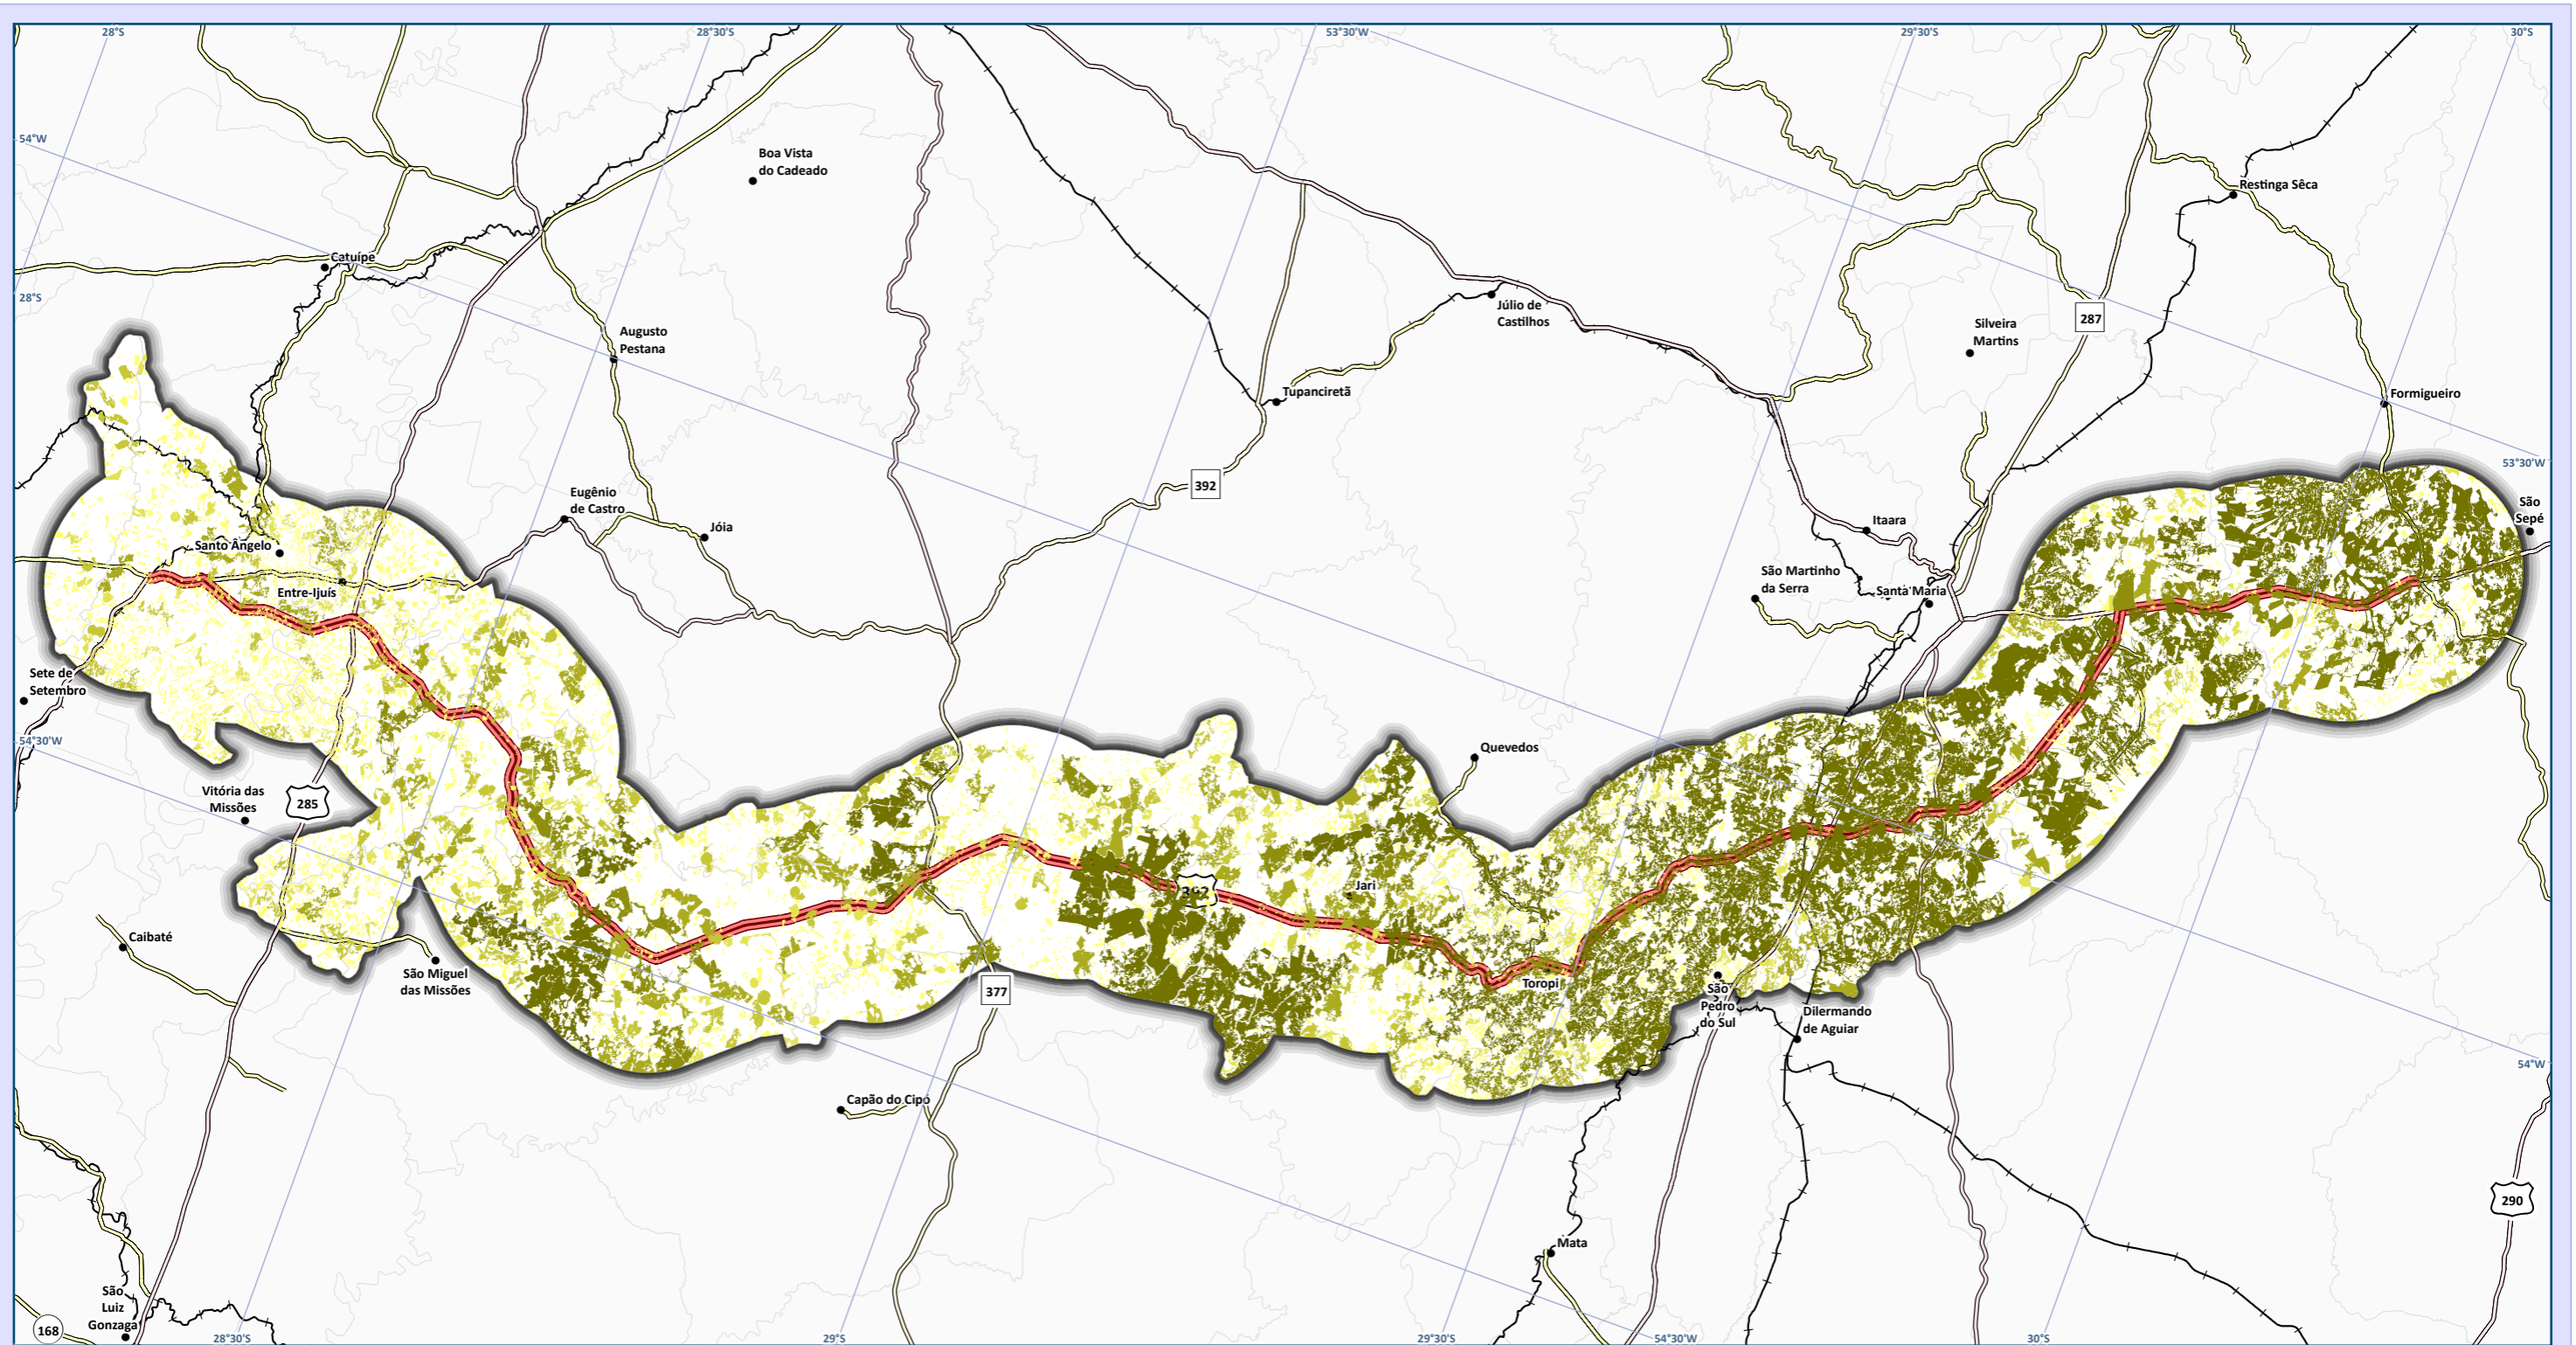 28°S
28°30'S
53°30'W
29°30'S
30°S
54°W
Boa Vista
do Cadeado
Restinga Sêca
Catuípe
28°S
Júlio de
Castilhos
287
Silveira
Martins
Augusto
Pestana
Tupanciretã
Formigueiro
53°30'W
392
Eugênio
de Castro
Jóia
Itaara
São
Sepé
Santo Ângelo
Entre-Ijuís
São Martinho
da Serra
Santa Maria
Sete de
Setembro
54°30'W
Quevedos
Vitória das
Missões
285
392
Jari
Caibaté
São Miguel
das Missões
377
Toropi
São
Pedro
do Sul
Dilermando
de Aguiar
54°W
Capão do Cipó
290
Mata
São
Luiz
Gonzaga
168
28°30'S
29°S
29°30'S
54°30'W
30°S